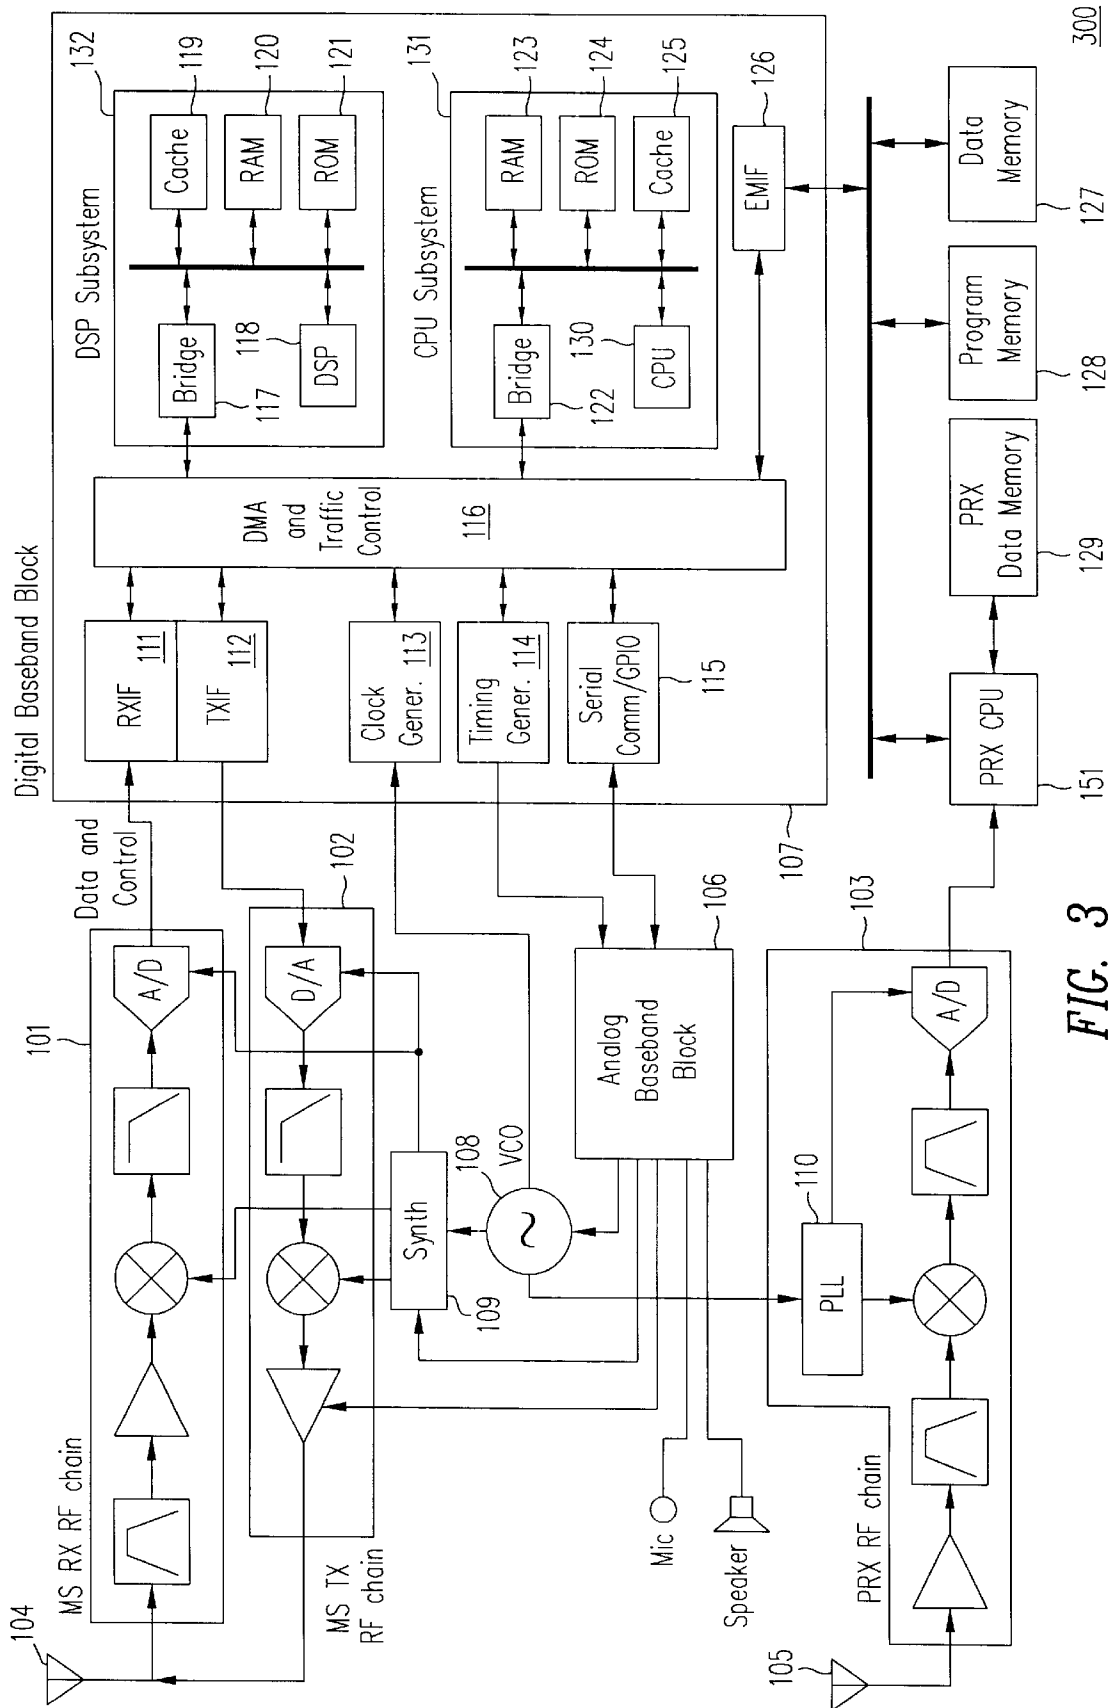 Digital Baseband Block
DSP Subsystem
132
Cache
119
RAM
120
ROM
121
Bridge
117
118
DSP
CPU Subsystem
131
RAM
123
ROM
124
Cache
125
Bridge
122
130
CPU
EMIF
126
DMA
and
Traffic
Control
116
RXIF 111
TXIF 112
Clock
Gener. 113
Timing
Gener. 114
Serial
Comm/GPIO
115
107
Data and
Control
101
A/D
MS RX RF chain
104
102
D/A
MS TX
RF chain
Synth
109
108
VCO
Analog
Baseband
Block
106
Mic
Speaker
103
A/D
110
PLL
PRX RF chain
105
PRX CPU
151
PRX
Data Memory
129
Program
Memory
128
Data
Memory
127
300
FIG. 3